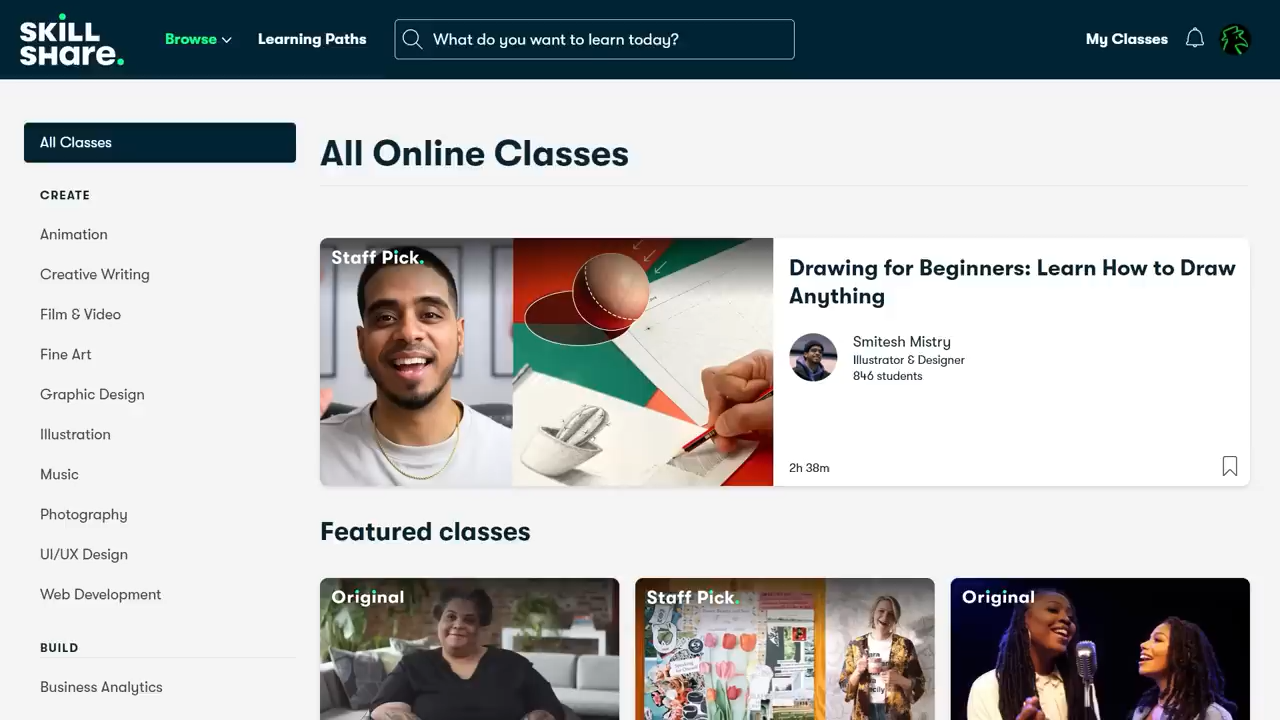 SKILL
SHARE.
Browse
Learning Paths
What do you want to learn today?
My Classes
All Classes
CREATE
Animation
Creative Writing
Film & Video
Fine Art
Graphic Design
Illustration
Music
Photography
UI/UX Design
Web Development
BUILD
Business Analytics
All Online Classes
Staff Pick.
Drawing for Beginners: Learn How to Draw
Anything
Smitesh Mistry
Illustrator & Designer
846 students
2h 38m
Featured classes
Original
Staff Pick.
Original